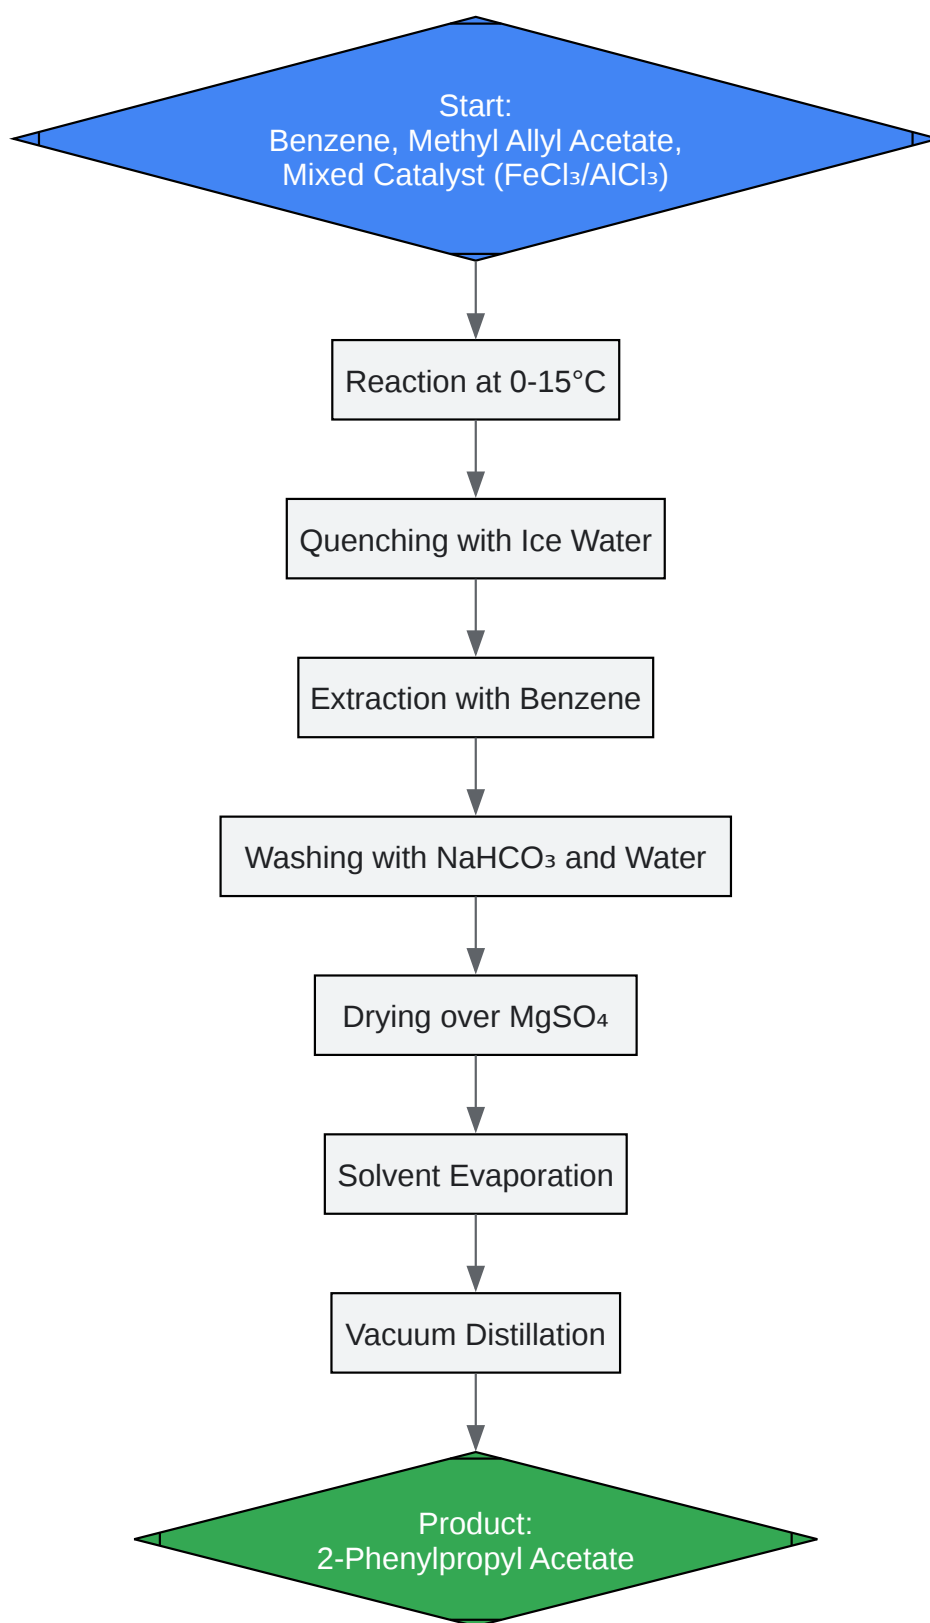 Start:
Benzene, Methyl Allyl Acetate,
Mixed Catalyst (FeCl₃/AlCl₃)
Reaction at 0-15°C
Quenching with Ice Water
Extraction with Benzene
Washing with NaHCO₃ and Water
Drying over MgSO₄
Solvent Evaporation
Vacuum Distillation
Product:
2-Phenylpropyl Acetate